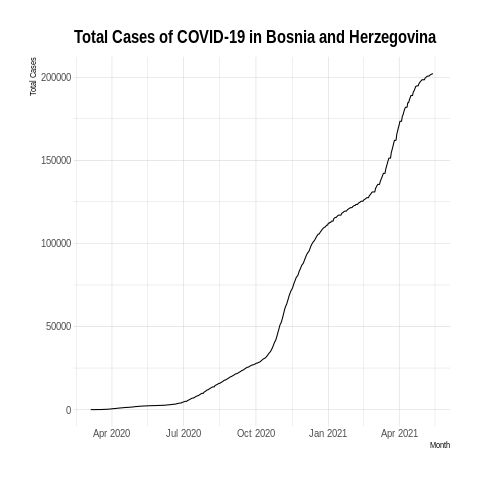 Total Cases of COVID-19 in Bosnia and Herzegovina
Total Cases
200000
150000
100000
50000
0
Apr 2020 Jul 2020 Oct 2020 Jan 2021 Apr 2021
Month